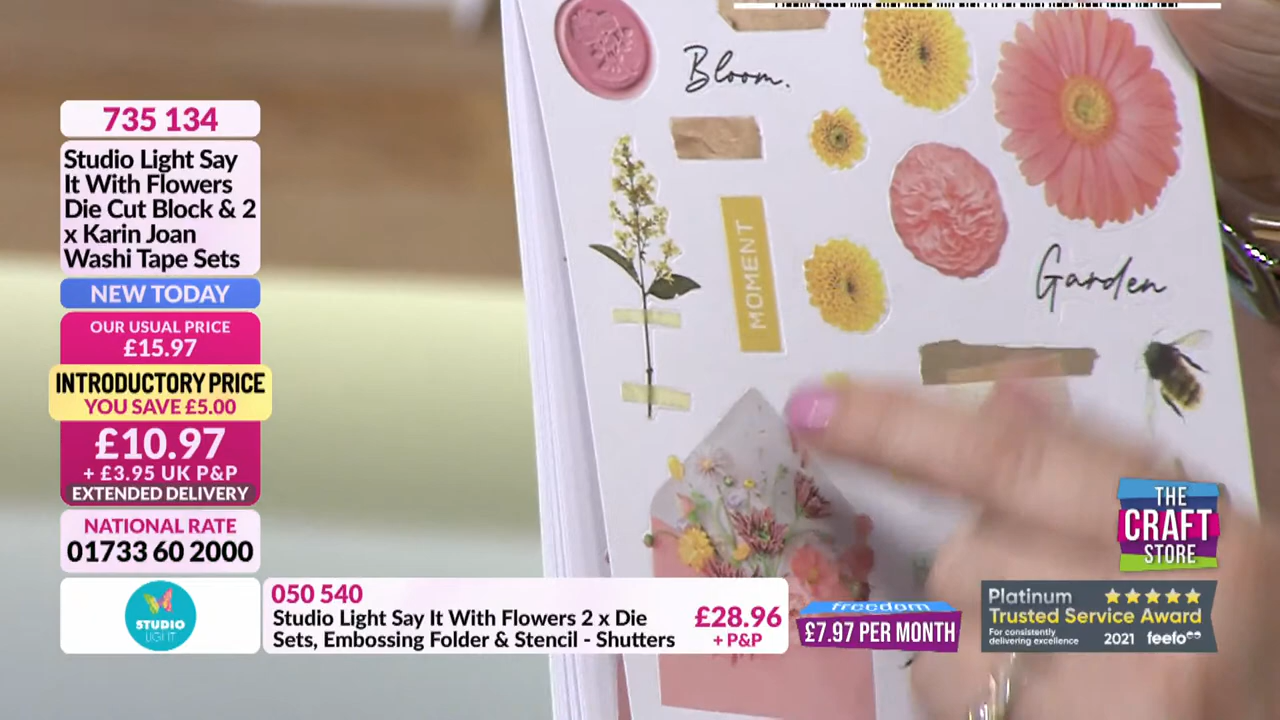 735 134
Studio Light Say
It With Flowers
Die Cut Block & 2
x Karin Joan
Washi Tape Sets
NEW TODAY
OUR USUAL PRICE
£15.97
INTRODUCTORY PRICE
YOU SAVE £5.00
£10.97
+ £3.95 UK P&P
EXTENDED DELIVERY
NATIONAL RATE
01733 60 2000
STUDIO
LIGHT
050 540
Studio Light Say It With Flowers 2 x Die
Sets, Embossing Folder & Stencil - Shutters
£28.96
+ P&P
freedom
£7.97 PER MONTH
Bloom.
MOMENT
Garden
THE
CRAFT
STORE
Platinum
Trusted Service Award
For consistently
delivering excellence
2021 feefo